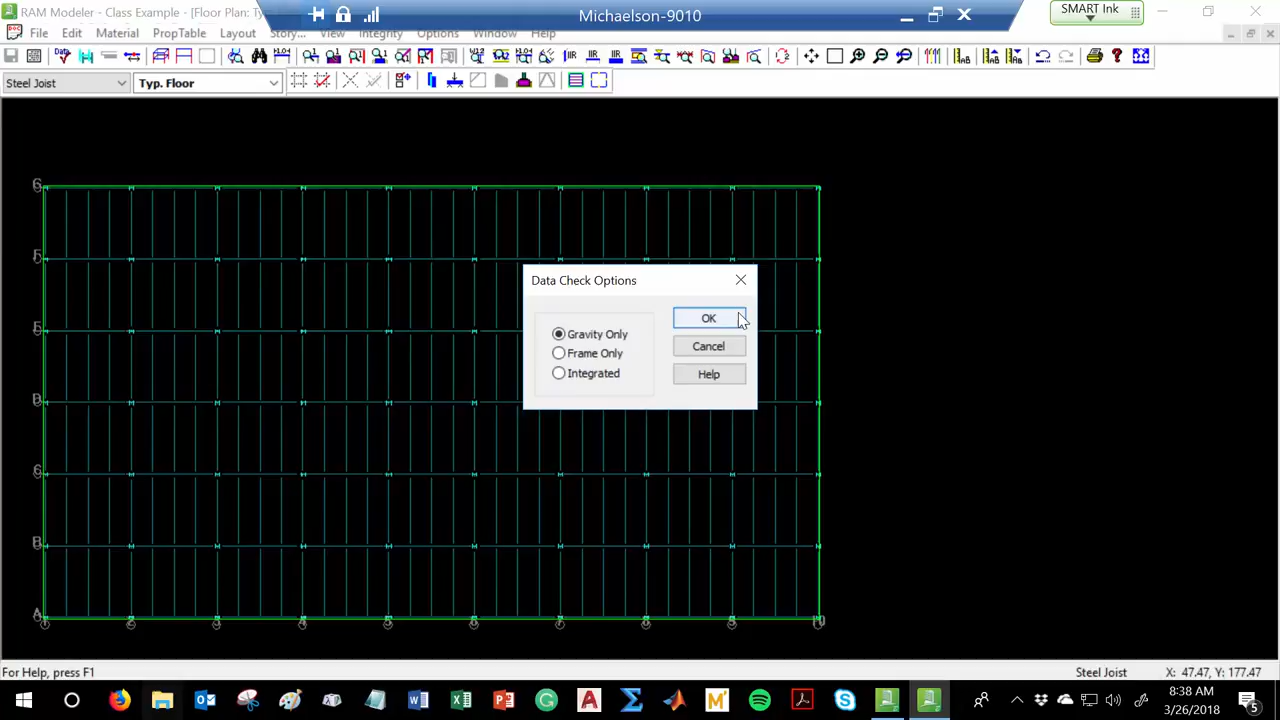 RAM Modeler - Class Example - [Floor Plan: Ty
Michaelson-9010
SMART Ink
File Edit Material PropTable Layout Story... View Integrity Options Window Help
Steel Joist
Typ. Floor
Data Check Options
Gravity Only
Frame Only
Integrated
OK
Cancel
Help
For Help, press F1
Steel Joist
X: 47.47, Y: 177.47
8:38 AM
3/26/2018
5